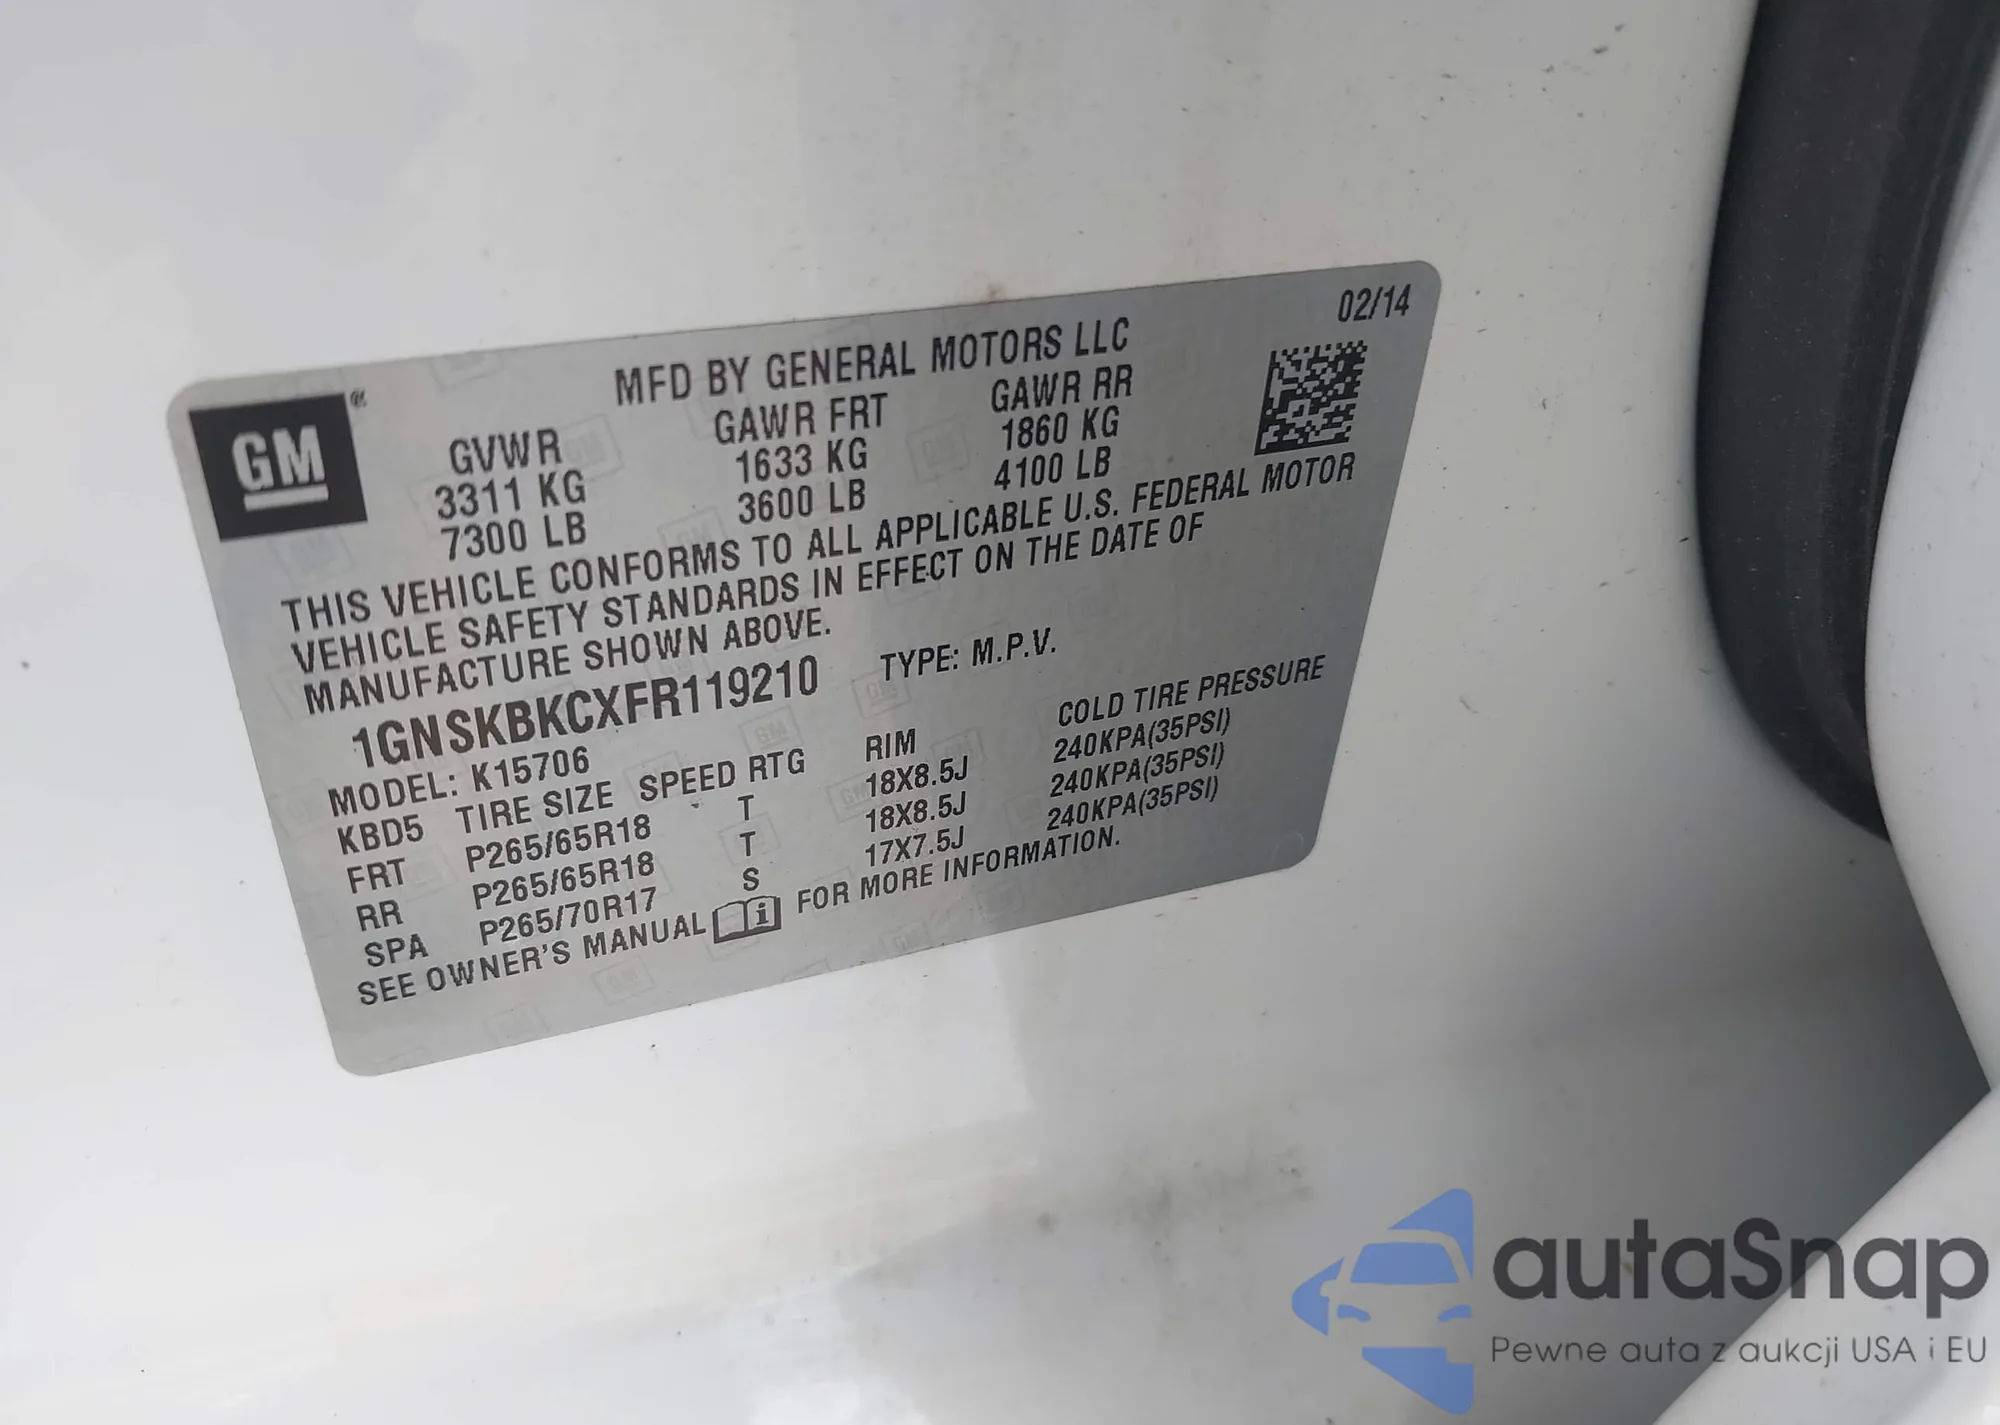 02/14
MFD BY GENERAL MOTORS LLC
GM®
GVWR GAWR FRT GAWR RR
3311 KG 1633 KG 1860 KG
7300 LB 3600 LB 4100 LB
THIS VEHICLE CONFORMS TO ALL APPLICABLE U.S. FEDERAL MOTOR
VEHICLE SAFETY STANDARDS IN EFFECT ON THE DATE OF
MANUFACTURE SHOWN ABOVE.
1GNSKBKCXFR119210 TYPE: M.P.V.
MODEL: K15706
KBD5 TIRE SIZE SPEED RTG RIM COLD TIRE PRESSURE
FRT P265/65R18 T 18X8.5J 240KPA(35PSI)
RR P265/65R18 T 18X8.5J 240KPA(35PSI)
SPA P265/70R17 S 17X7.5J 240KPA(35PSI)
SEE OWNER'S MANUAL i FOR MORE INFORMATION.
autaSnap
Pewne auta z aukcji USA i EU